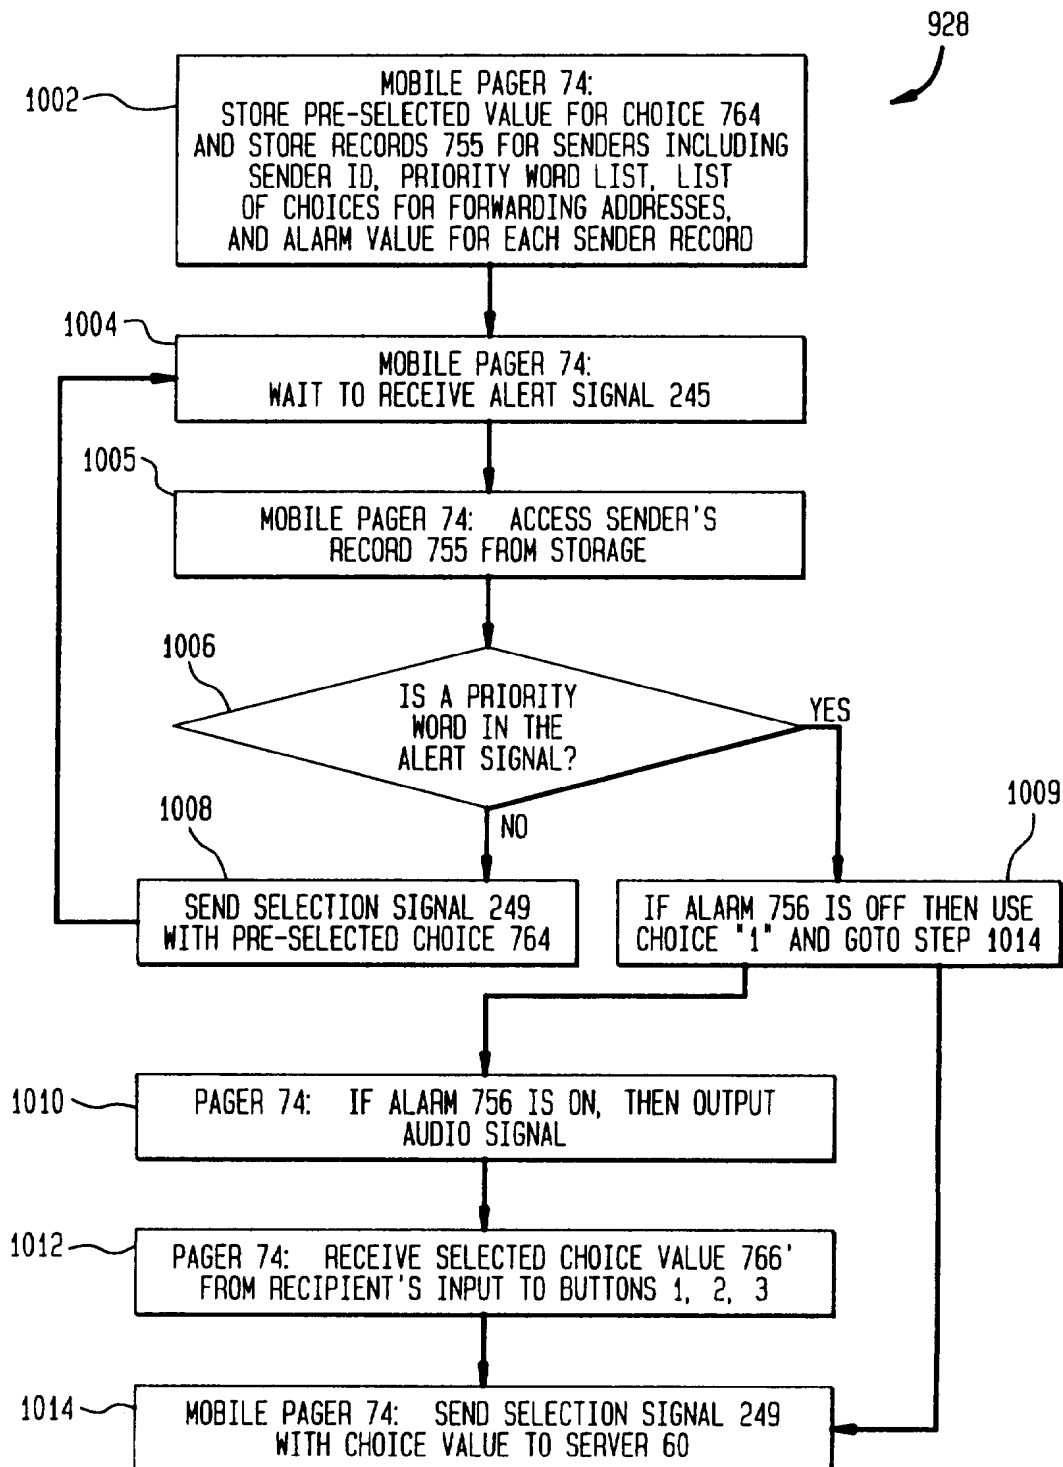 928
1002
MOBILE PAGER 74:
STORE PRE-SELECTED VALUE FOR CHOICE 764
AND STORE RECORDS 755 FOR SENDERS INCLUDING
SENDER ID, PRIORITY WORD LIST, LIST
OF CHOICES FOR FORWARDING ADDRESSES,
AND ALARM VALUE FOR EACH SENDER RECORD
1004
MOBILE PAGER 74:
WAIT TO RECEIVE ALERT SIGNAL 245
1005
MOBILE PAGER 74: ACCESS SENDER'S
RECORD 755 FROM STORAGE
1006
IS A PRIORITY
WORD IN THE
ALERT SIGNAL?
YES
NO
1008
SEND SELECTION SIGNAL 249
WITH PRE-SELECTED CHOICE 764
1009
IF ALARM 756 IS OFF THEN USE
CHOICE "1" AND GOTO STEP 1014
1010
PAGER 74: IF ALARM 756 IS ON, THEN OUTPUT
AUDIO SIGNAL
1012
PAGER 74: RECEIVE SELECTED CHOICE VALUE 766'
FROM RECIPIENT'S INPUT TO BUTTONS 1, 2, 3
1014
MOBILE PAGER 74: SEND SELECTION SIGNAL 249
WITH CHOICE VALUE TO SERVER 60